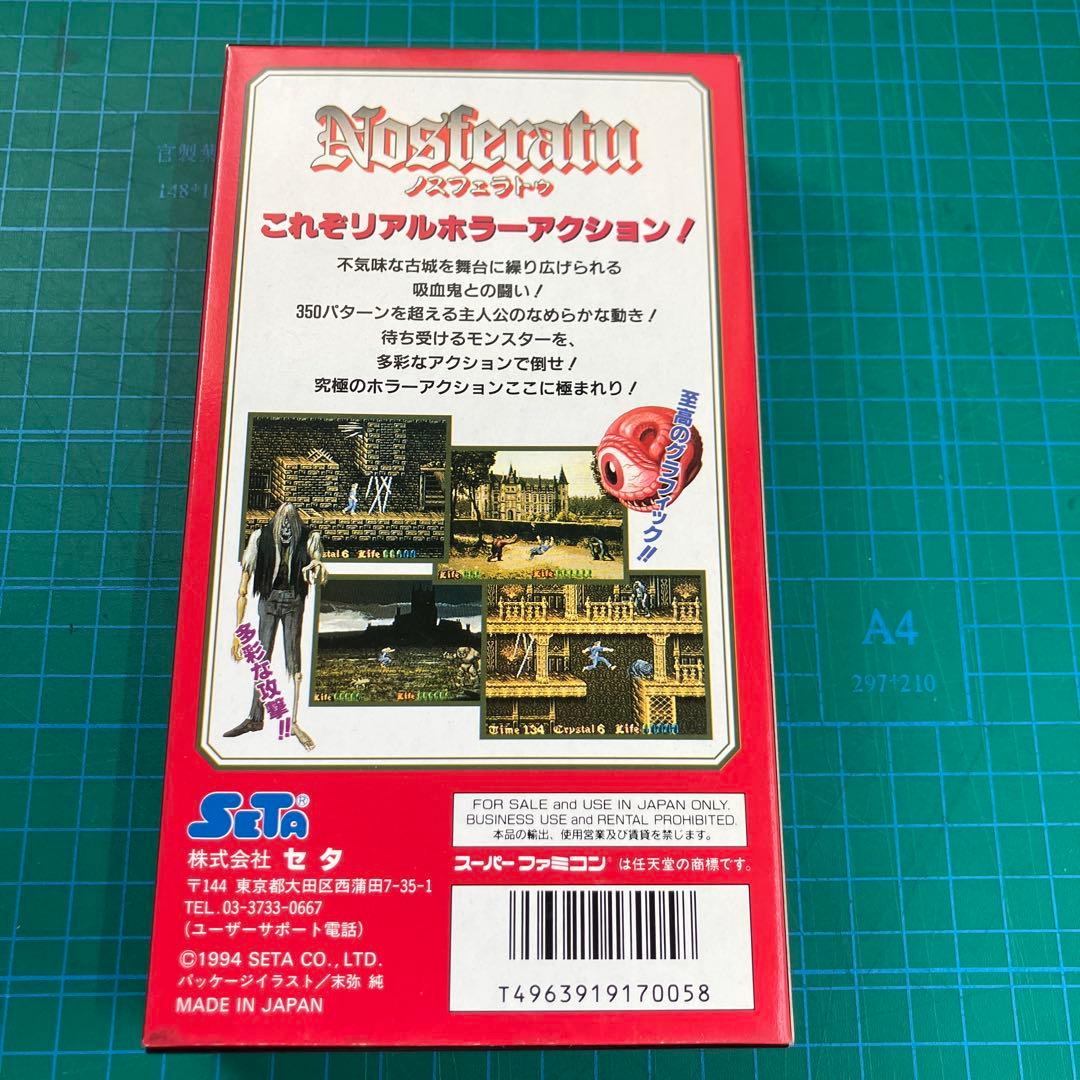 Nosferatu
ノスフェラトゥ
これぞリアルホラーアクション!
不気味な古城を舞台に繰り広げられる
吸血鬼との闘い!
350パターンを超える主人公のなめらかな動き!
待ち受けるモンスターを、
多彩なアクションで倒せ!
究極のホラーアクションここに極まれり!
至高のグラフィック!!
stal 6 Life
Life Life
多彩な攻撃!!
Life Life
Time 134 Crystal 6 Life
SETA®
株式会社 セタ
〒144 東京都大田区西蒲田7-35-1
TEL.03-3733-0667
(ユーザーサポート電話)
©1994 SETA CO., LTD.
パッケージイラスト/末弥 純
MADE IN JAPAN
FOR SALE and USE IN JAPAN ONLY.
BUSINESS USE and RENTAL PROHIBITED.
本品の輸出、使用営業及び賃貸を禁じます。
スーパーファミコン® は任天堂の商標です。
T4963919170058
官製葉
148*1
A4
297*210